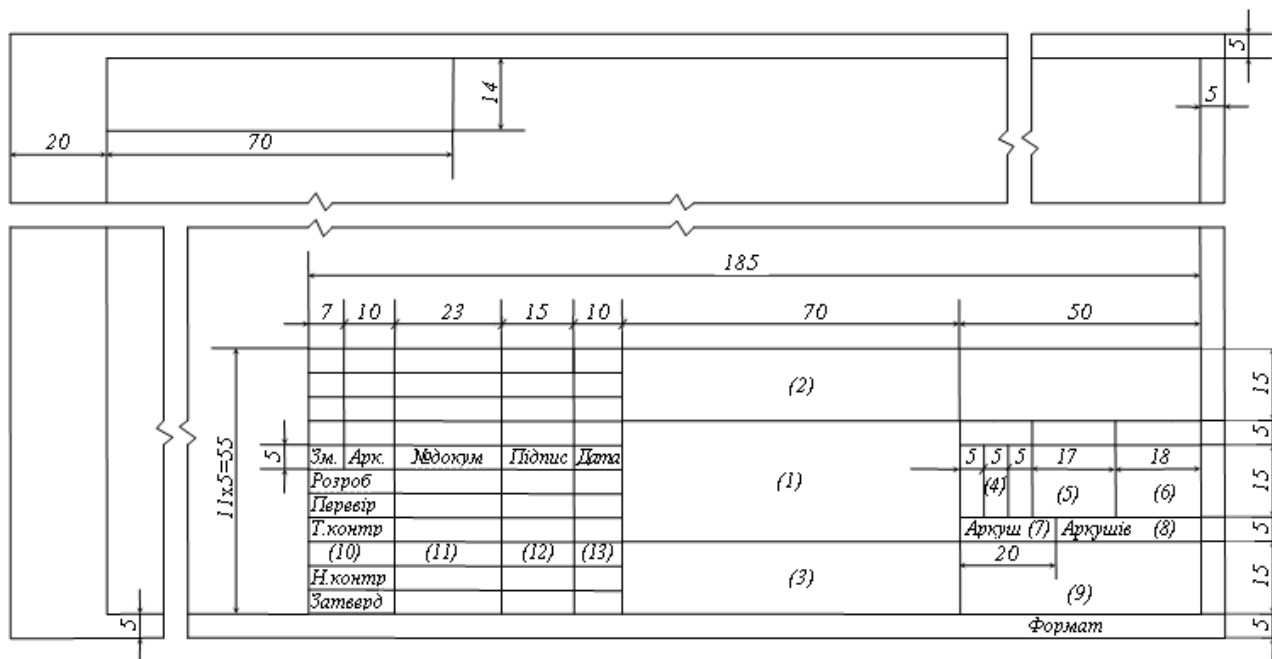 5
14
5
20 70
185
7 10 23 15 10 70 50
(2) 15
5
5 Зм. Арк. №докум Підпис Дата 5 5 5 17 18
11х5=55
Розроб (1) (4) (5) (6) 15
Перевір
Т.контр Аркуш (7) Аркушів (8) 5
(10) (11) (12) (13) 20
Н.контр (3) 15
Затверд (9)
5 Формат 5